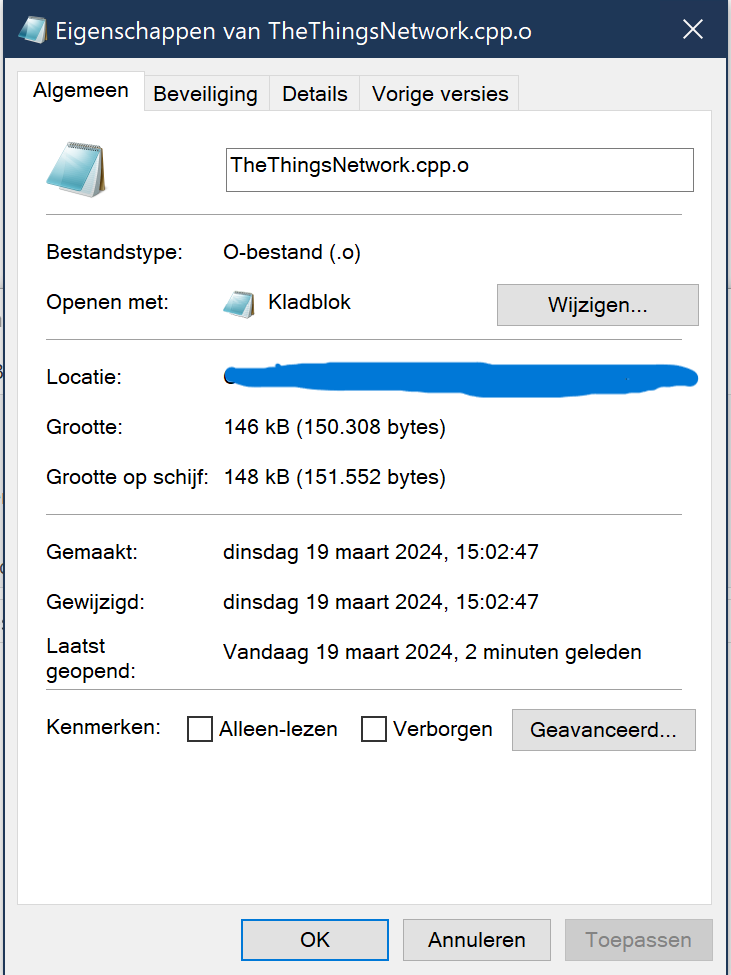 Eigenschappen van TheThingsNetwork.cpp.o
Algemeen Beveiliging Details Vorige versies
TheThingsNetwork.cpp.o
Bestandstype: O-bestand (.o)
Openen met: Kladblok Wijzigen...
Locatie:
Grootte: 146 kB (150.308 bytes)
Grootte op schijf: 148 kB (151.552 bytes)
Gemaakt: dinsdag 19 maart 2024, 15:02:47
Gewijzigd: dinsdag 19 maart 2024, 15:02:47
Laatst
geopend: Vandaag 19 maart 2024, 2 minuten geleden
Kenmerken: Alleen-lezen Verborgen Geavanceerd...
OK Annuleren Toepassen